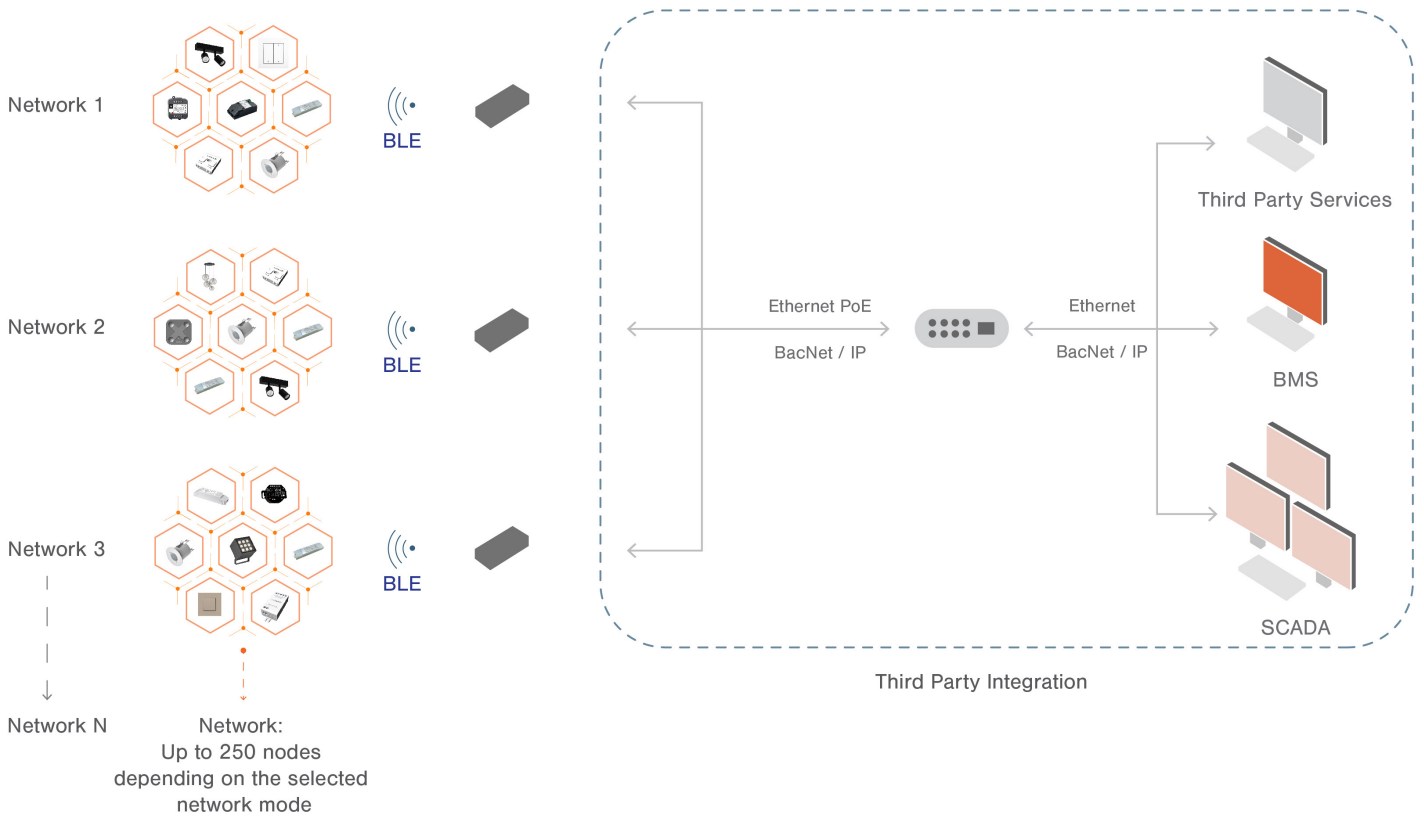 Network 1
BLE
Third Party Services
Network 2
BLE
Ethernet PoE
BacNet / IP
Ethernet
BacNet / IP
BMS
Network 3
BLE
SCADA
Third Party Integration
Network N
Network:
Up to 250 nodes
depending on the selected
network mode